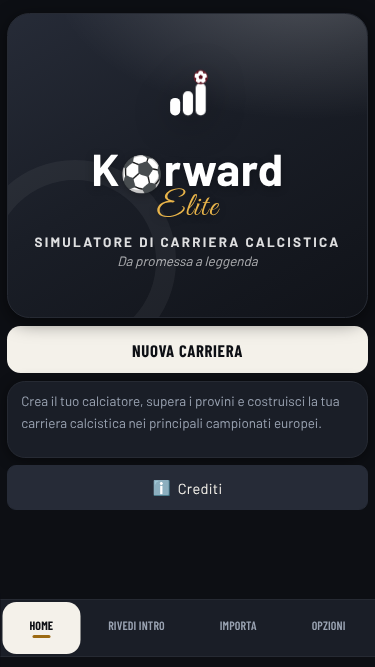 K⚽rward
Elite
SIMULATORE DI CARRIERA CALCISTICA
Da promessa a leggenda
NUOVA CARRIERA
Crea il tuo calciatore, supera i provini e costruisci la tua
carriera calcistica nei principali campionati europei.
ℹ️ Crediti
HOME
RIVEDI INTRO
IMPORTA
OPZIONI